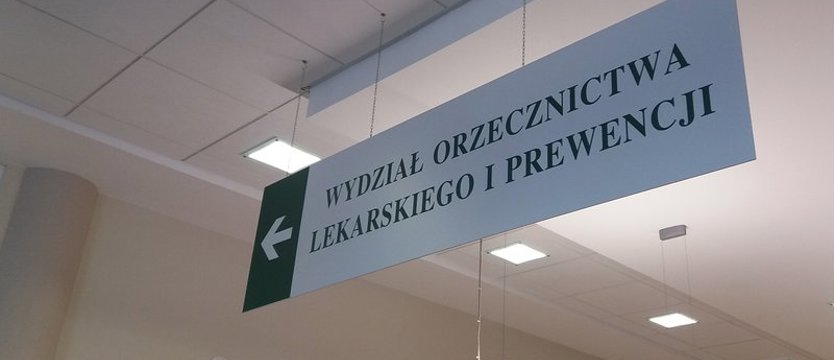 WYDZIAŁ ORZECZNICTWA
LEKARSKIEGO I PREWENCJI